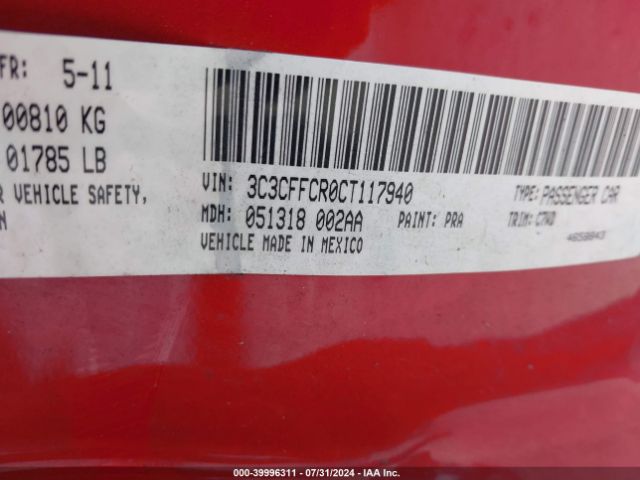 FR: 5-11
00810 KG
01785 LB
R VEHICLE SAFETY,
N
VIN: 3C3CFFCR0CT117940 TYPE: PASSENGER CAR
MDH: 051318 002AA PAINT: PRA TRIM: C7XD
VEHICLE MADE IN MEXICO
000-39996311 - 07/31/2024 - IAA Inc.